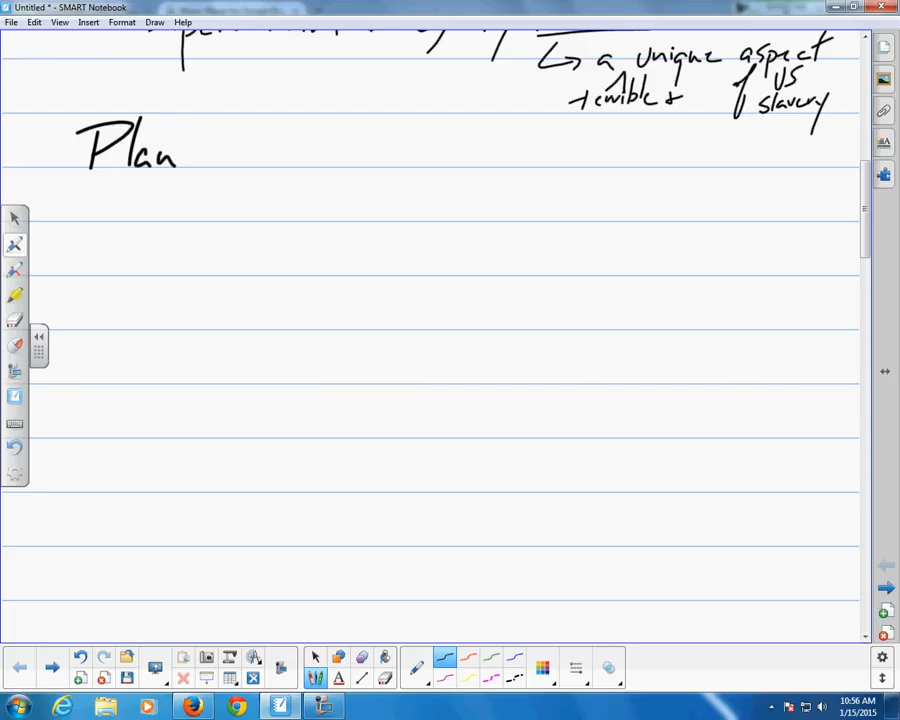 Untitled * - SMART Notebook
File Edit View Insert Format Draw Help
↳ a unique aspect
terrible + of US
slavery
Plan
10:56 AM
1/15/2015